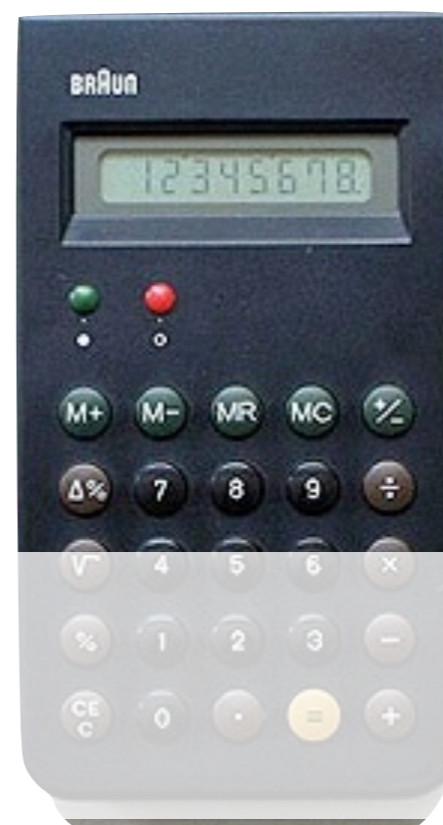 BRAUN
12345678.
M+ M- MR MC +/-
Δ% 7 8 9 ÷
√ 4 5 6 ×
% 1 2 3 -
CE C 0 . = +